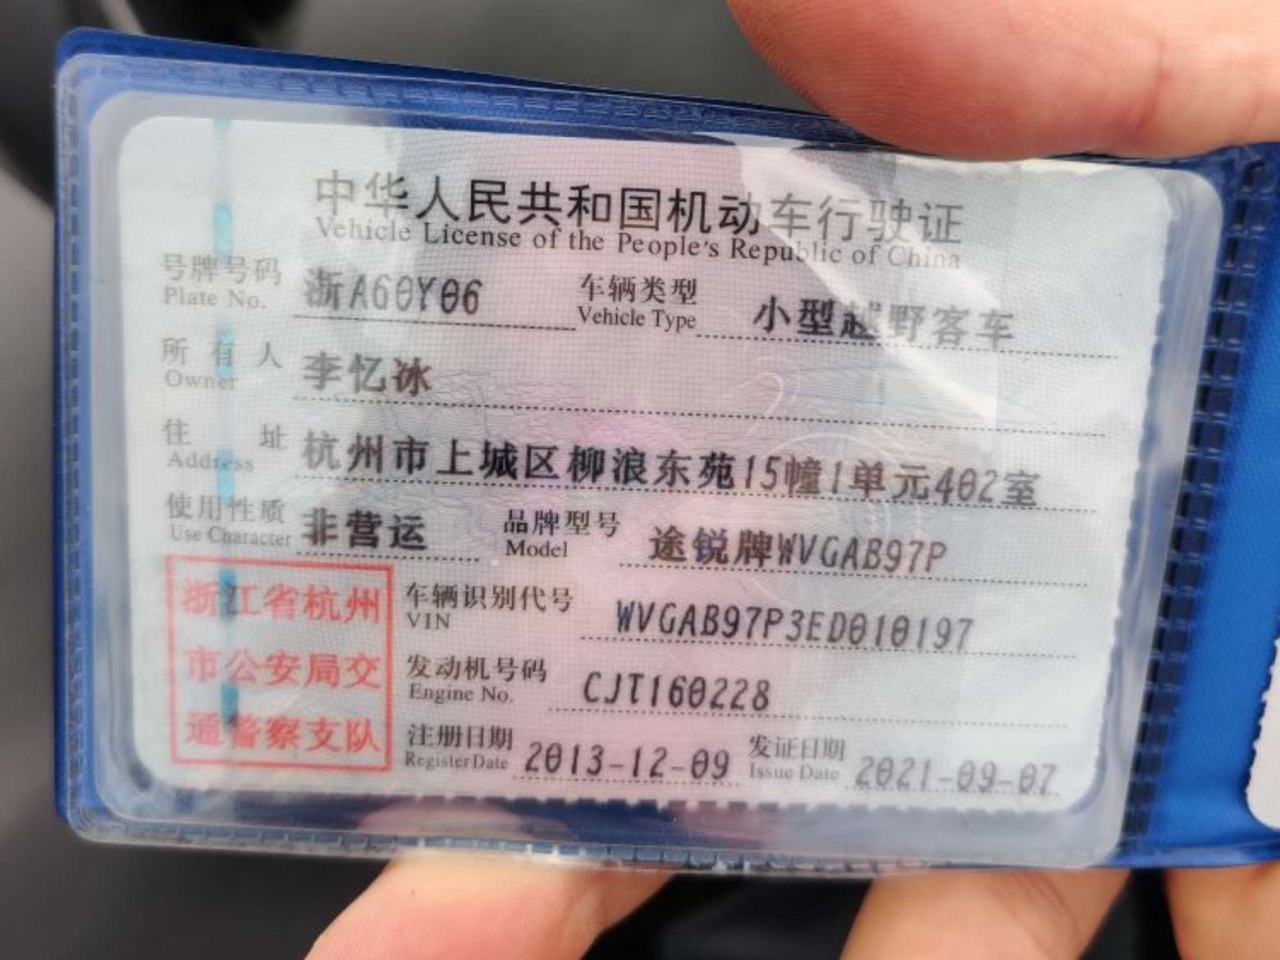 中华人民共和国机动车行驶证
Vehicle License of the People's Republic of China
号牌号码 浙A60Y06 车辆类型 小型越野客车
Plate No. Vehicle Type
所有人 李忆冰
Owner
住址 杭州市上城区柳浪东苑15幢1单元402室
Address
使用性质 非营运 品牌型号 途锐牌WVGAB97P
Use Character Model
浙江省杭州
市公安局交
通警察支队
车辆识别代号 WVGAB97P3ED010197
VIN
发动机号码 CJT160228
Engine No.
注册日期 2013-12-09 发证日期 2021-09-07
Register Date Issue Date